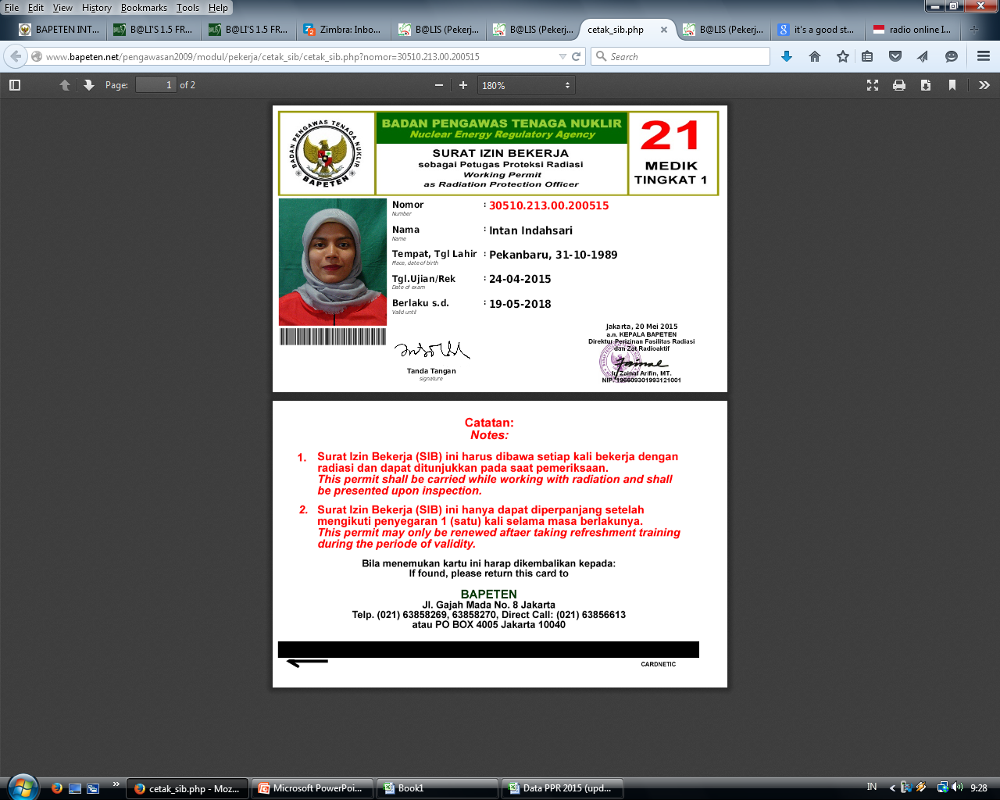 File Edit View History Bookmarks Tools Help
BAPETEN INT...
B@LI'S 1.5 FR...
B@LI'S 1.5 FR...
Zimbra: Inbo...
B@LIS (Pekerj...
B@LIS (Pekerj...
cetak_sib.php
B@LIS (Pekerj...
it's a good st...
radio online I...
www.bapeten.net/pengawasan2009/modul/pekerja/cetak_sib/cetak_sib.php?nomor=30510.213.00.200515
Search
Page: 1 of 2
180%
BADAN PENGAWAS TENAGA NUKLIR
BAPETEN
BADAN PENGAWAS TENAGA NUKLIR
Nuclear Energy Regulatory Agency
SURAT IZIN BEKERJA
sebagai Petugas Proteksi Radiasi
Working Permit
as Radiation Protection Officer
21
MEDIK
TINGKAT 1
Nomor : 30510.213.00.200515
Number
Nama : Intan Indahsari
Name
Tempat, Tgl Lahir : Pekanbaru, 31-10-1989
Place, date of birth
Tgl.Ujian/Rek : 24-04-2015
Date of exam
Berlaku s.d. : 19-05-2018
Valid until
Jakarta, 20 Mei 2015
a.n. KEPALA BAPETEN
Direktur Perizinan Fasilitas Radiasi
dan Zat Radioaktif
Ir. Zainal Arifin, MT.
NIP. 196609301993121001
Tanda Tangan
signature
Catatan:
Notes:
1. Surat Izin Bekerja (SIB) ini harus dibawa setiap kali bekerja dengan
radiasi dan dapat ditunjukkan pada saat pemeriksaan.
This permit shall be carried while working with radiation and shall
be presented upon inspection.
2. Surat Izin Bekerja (SIB) ini hanya dapat diperpanjang setelah
mengikuti penyegaran 1 (satu) kali selama masa berlakunya.
This permit may only be renewed aftaer taking refreshment training
during the periode of validity.
Bila menemukan kartu ini harap dikembalikan kepada:
If found, please return this card to
BAPETEN
Jl. Gajah Mada No. 8 Jakarta
Telp. (021) 63858269, 63858270, Direct Call: (021) 63856613
atau PO BOX 4005 Jakarta 10040
CARDNETIC
cetak_sib.php - Moz...
Microsoft PowerPoi...
Book1
Data PPR 2015 (upd...
IN
9:28